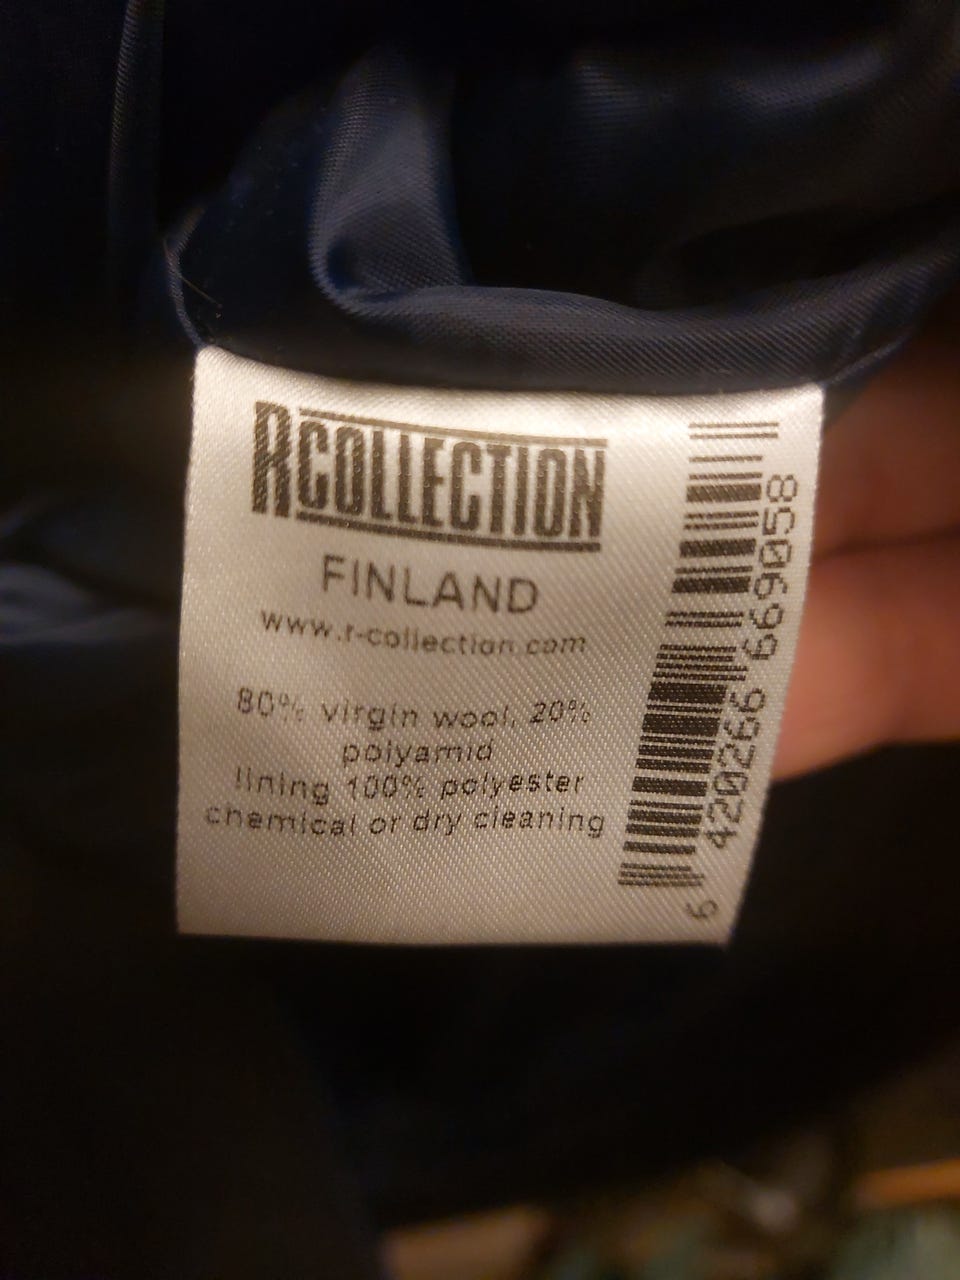 RCOLLECTION
FINLAND
www.r-collection.com
80% virgin wool, 20%
polyamid
lining 100% polyester
chemical or dry cleaning
6 420266 669058